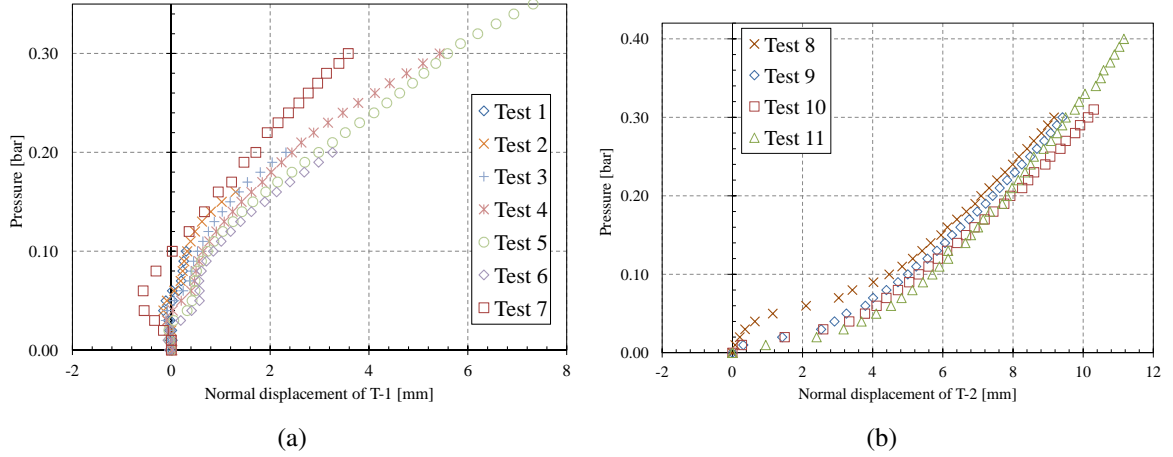 0.30
0.20
0.10
0.00
Pressure [bar]
-2
0
2
4
6
8
Normal displacement of T-1 [mm]
Test 1
Test 2
Test 3
Test 4
Test 5
Test 6
Test 7
(a)
0.40
0.30
0.20
0.10
0.00
Pressure [bar]
-2
0
2
4
6
8
10
12
Normal displacement of T-2 [mm]
Test 8
Test 9
Test 10
Test 11
(b)